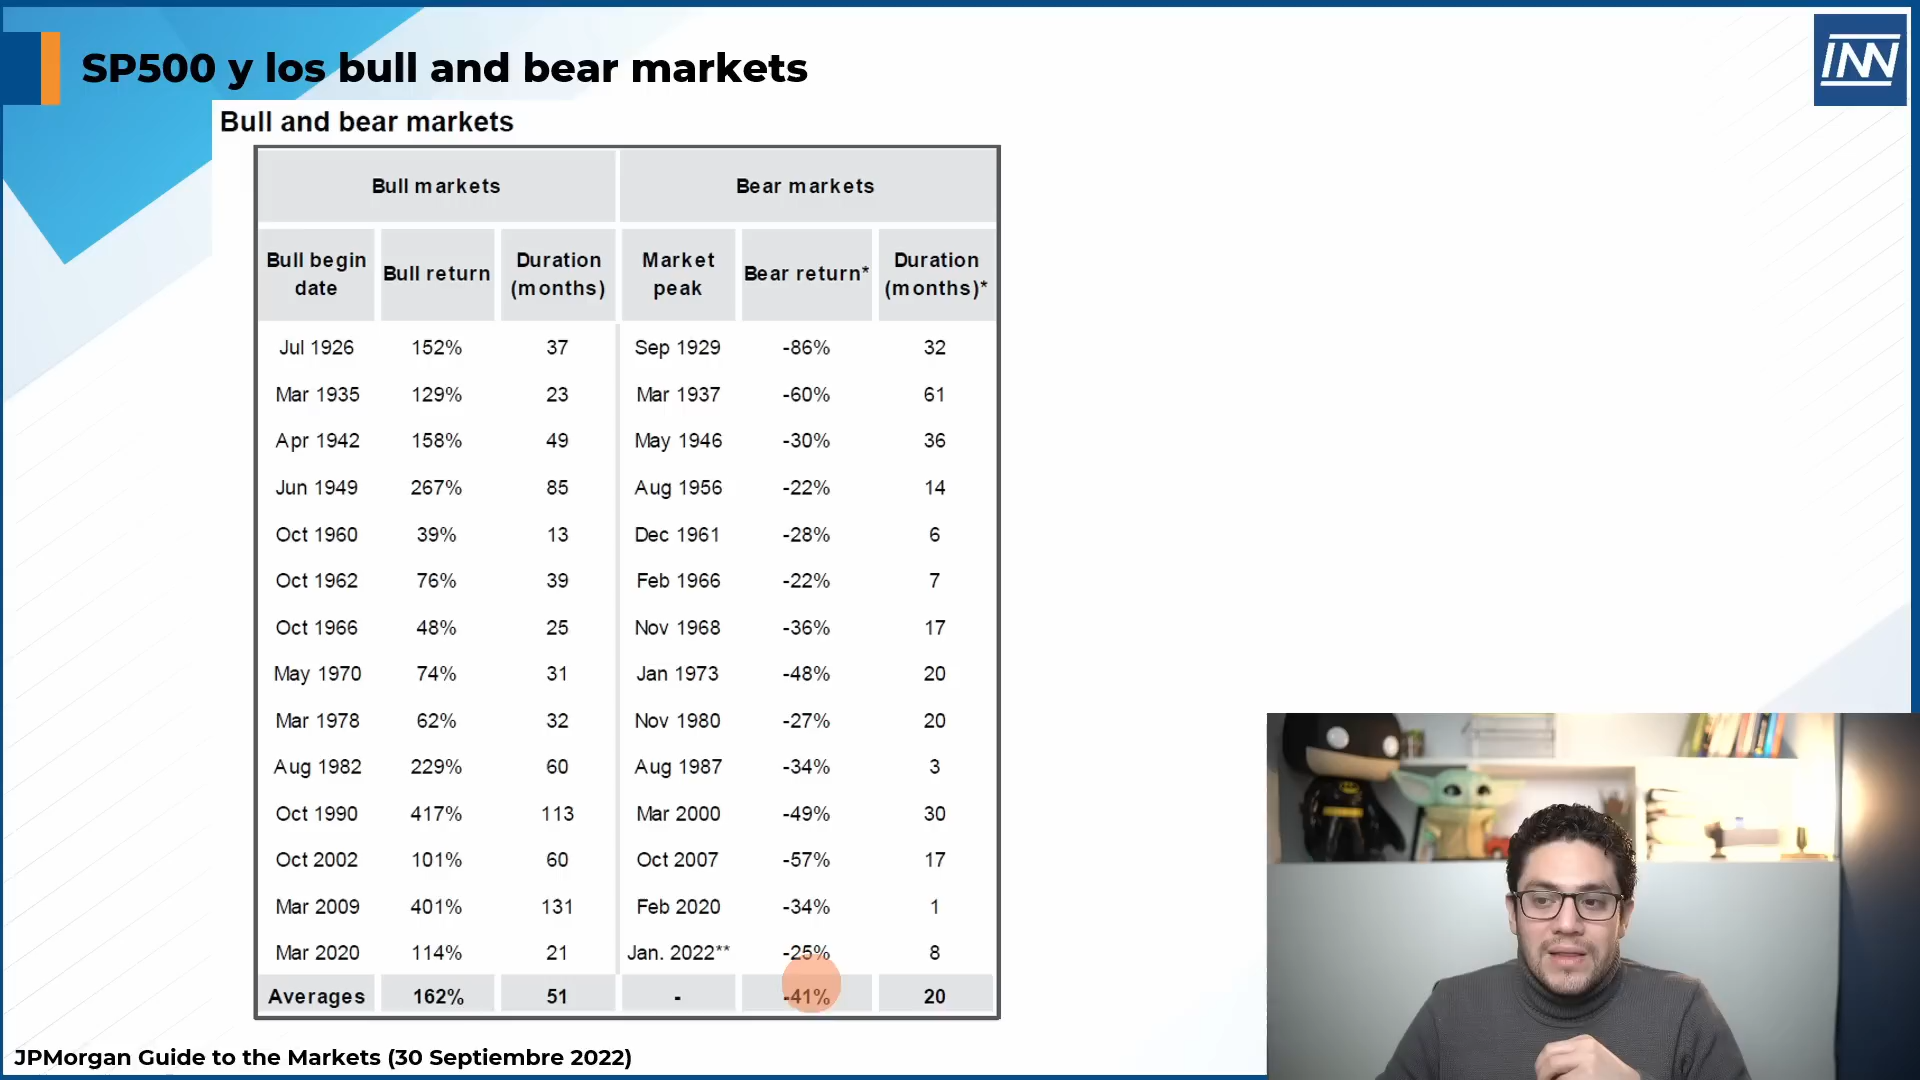 SP500 y los bull and bear markets
INN
Bull and bear markets
Bull markets Bear markets
Bull begin date Bull return Duration (months) Market peak Bear return* Duration (months)*
Jul 1926 152% 37 Sep 1929 -86% 32
Mar 1935 129% 23 Mar 1937 -60% 61
Apr 1942 158% 49 May 1946 -30% 36
Jun 1949 267% 85 Aug 1956 -22% 14
Oct 1960 39% 13 Dec 1961 -28% 6
Oct 1962 76% 39 Feb 1966 -22% 7
Oct 1966 48% 25 Nov 1968 -36% 17
May 1970 74% 31 Jan 1973 -48% 20
Mar 1978 62% 32 Nov 1980 -27% 20
Aug 1982 229% 60 Aug 1987 -34% 3
Oct 1990 417% 113 Mar 2000 -49% 30
Oct 2002 101% 60 Oct 2007 -57% 17
Mar 2009 401% 131 Feb 2020 -34% 1
Mar 2020 114% 21 Jan. 2022** -25% 8
Averages 162% 51 - -41% 20
JPMorgan Guide to the Markets (30 Septiembre 2022)